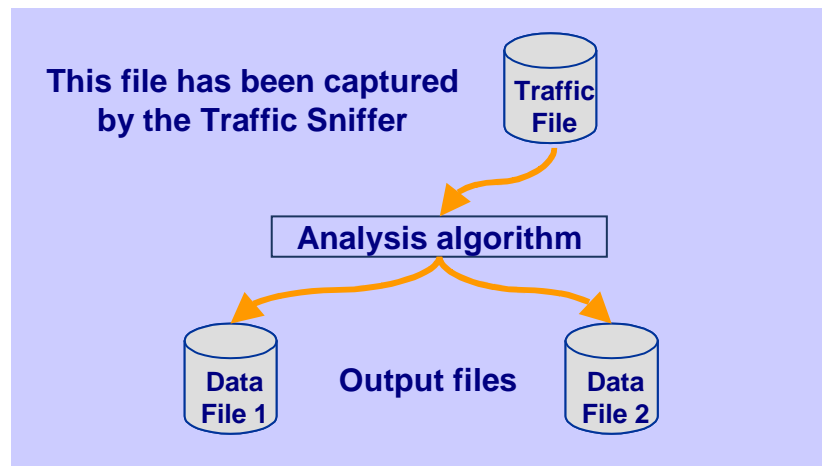 This file has been captured
by the Traffic Sniffer
Traffic
File
Analysis algorithm
Data
File 1
Output files
Data
File 2